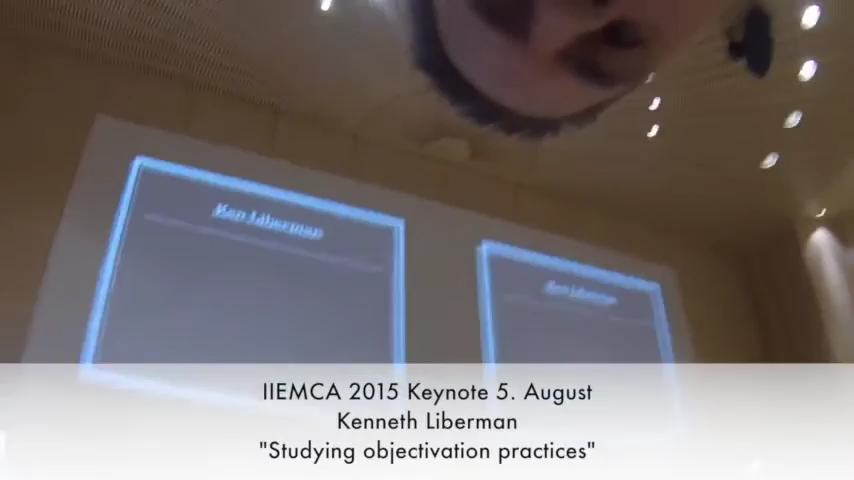 Ken Liberman
Ken Liberman
IIEMCA 2015 Keynote 5. August
Kenneth Liberman
"Studying objectivation practices"